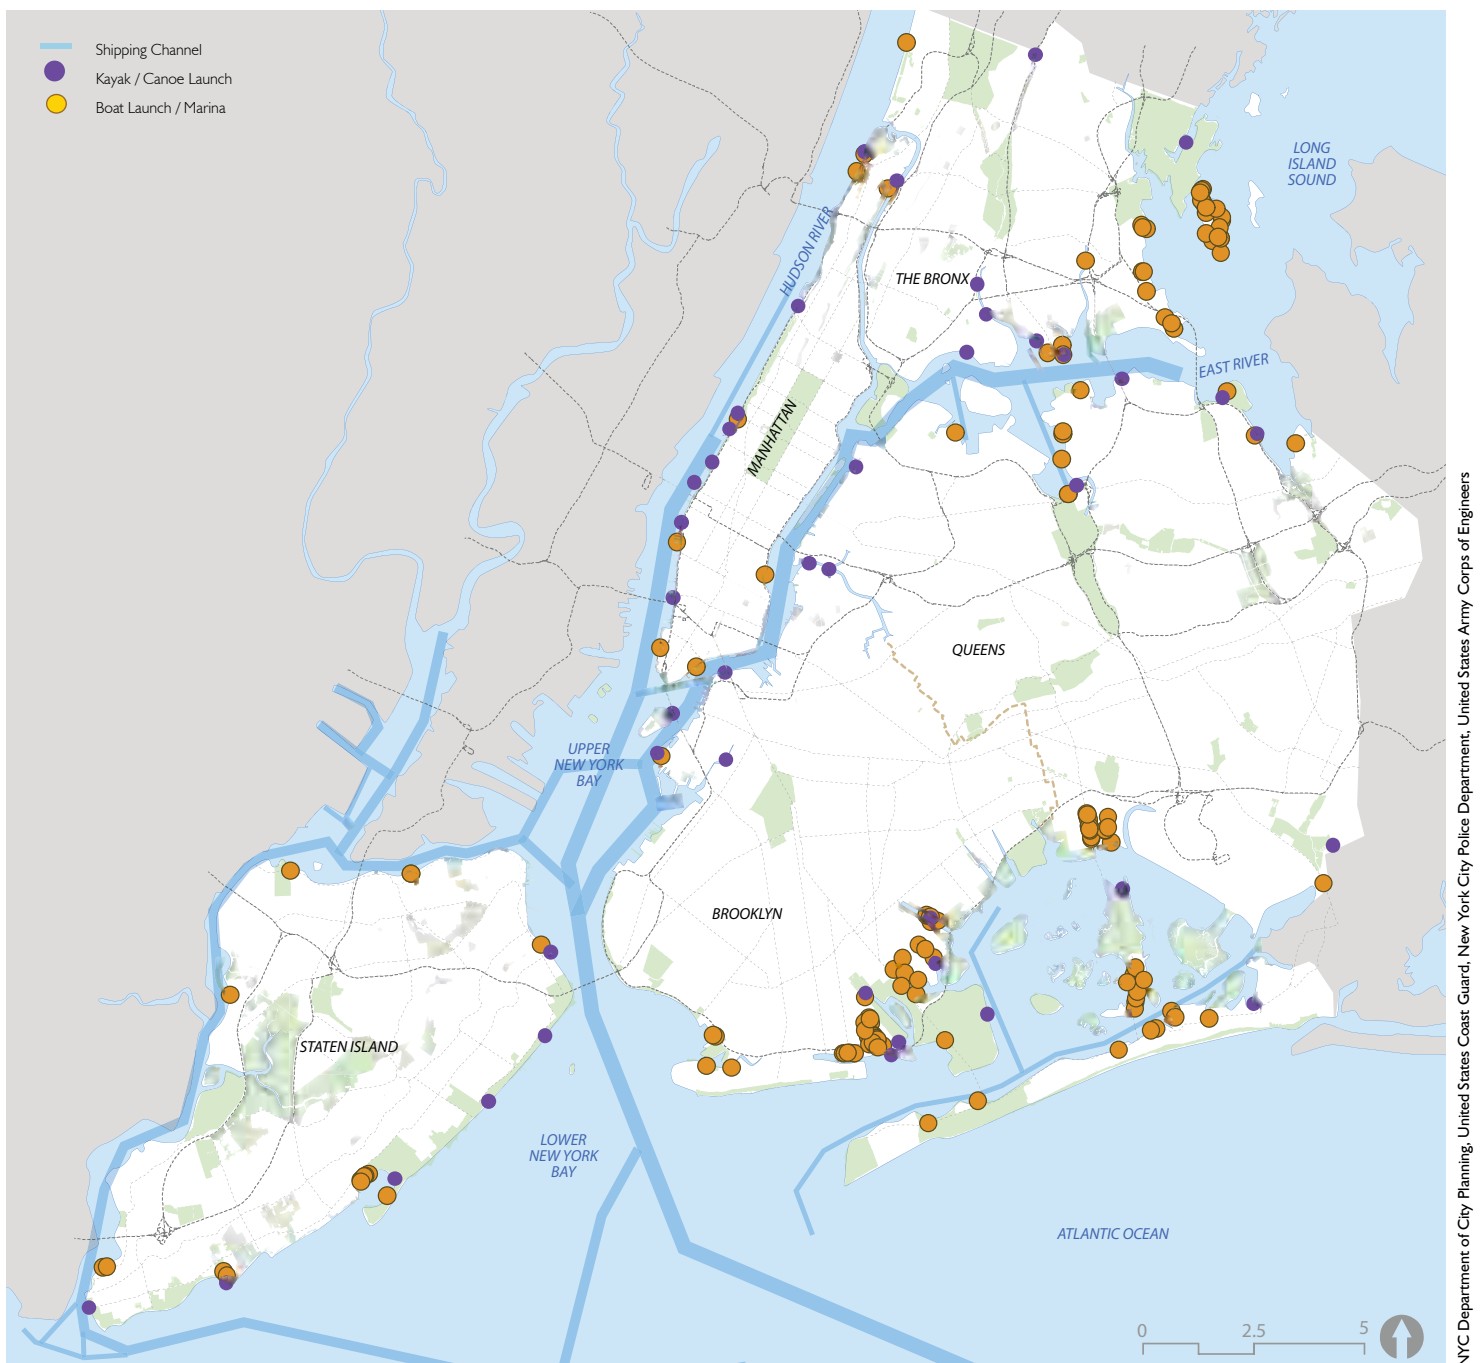 Shipping Channel
Kayak / Canoe Launch
Boat Launch / Marina
LONG
ISLAND
SOUND
HUDSON RIVER
THE BRONX
EAST RIVER
MANHATTAN
QUEENS
UPPER
NEW YORK
BAY
BROOKLYN
STATEN ISLAND
LOWER
NEW YORK
BAY
ATLANTIC OCEAN
0 2.5 5
NYC Department of City Planning, United States Coast Guard, New York City Police Department, United States Army Corps of Engineers